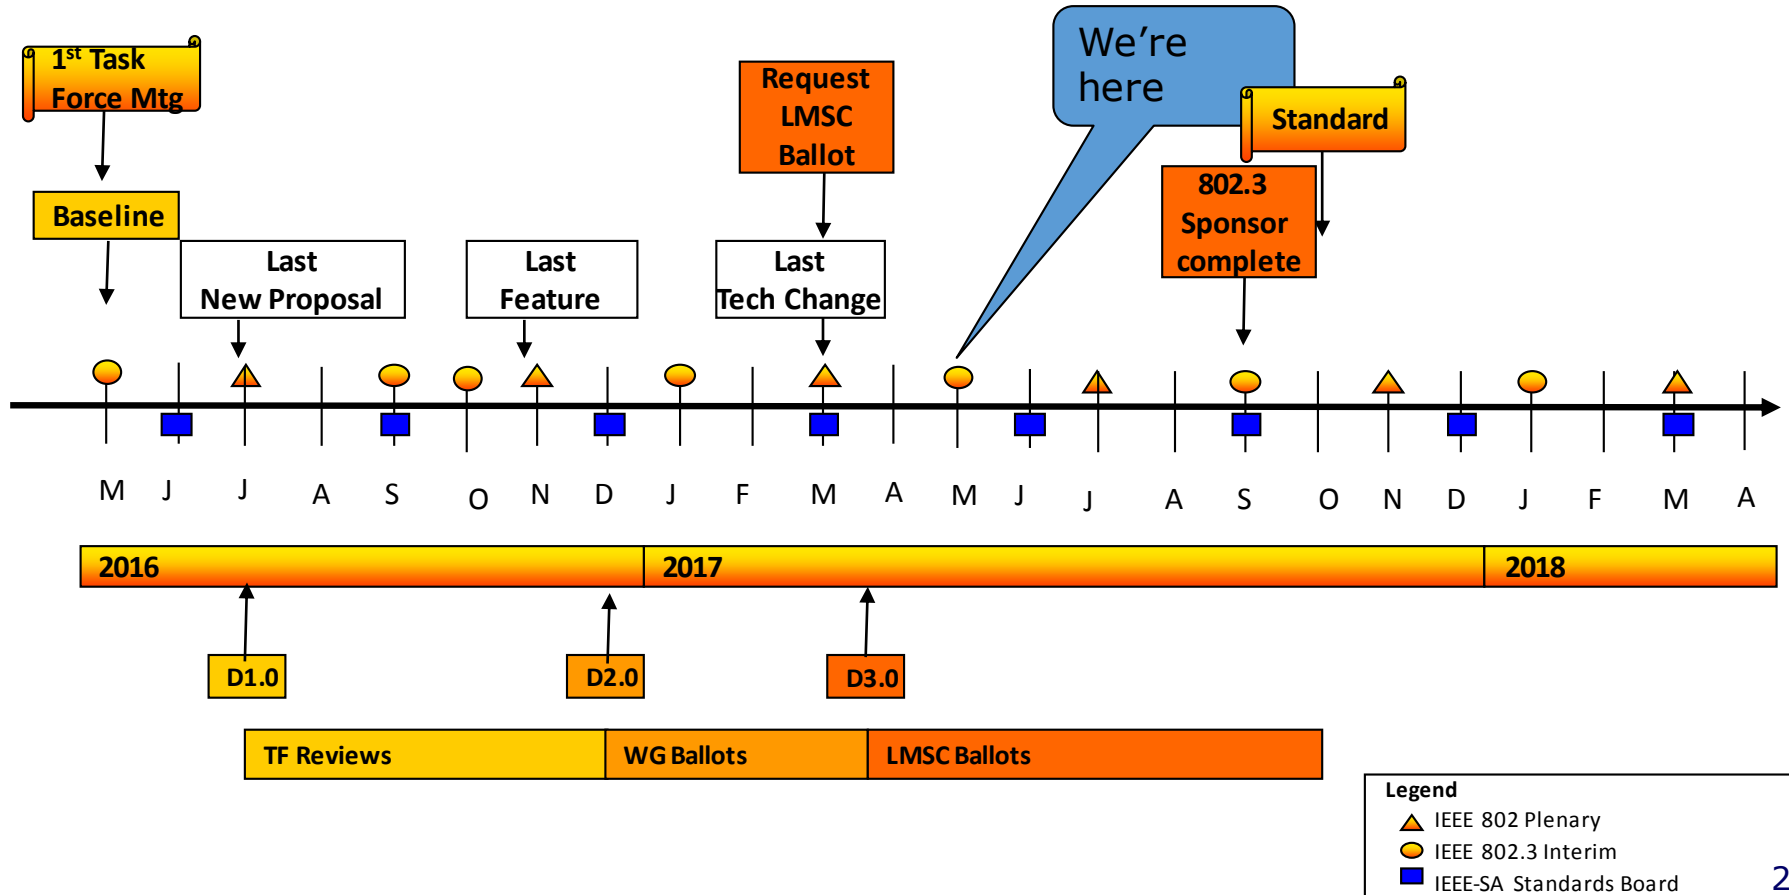 1st Task
Force Mtg
We're
here
Request
LMSC
Ballot
Standard
802.3
Sponsor
complete
Baseline
Last
New Proposal
Last
Feature
Last
Tech Change
M J J A S O N D J F M A M J J A S O N D J F M A
2016 2017 2018
D1.0 D2.0 D3.0
TF Reviews WG Ballots LMSC Ballots
Legend
IEEE 802 Plenary
IEEE 802.3 Interim
IEEE-SA Standards Board
2